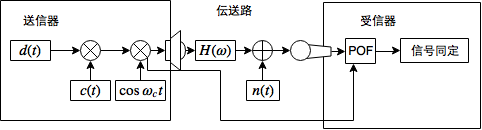 送信器
伝送路
受信器
d(t)
H(ω)
POF
信号同定
c(t)
cos ω_c t
n(t)